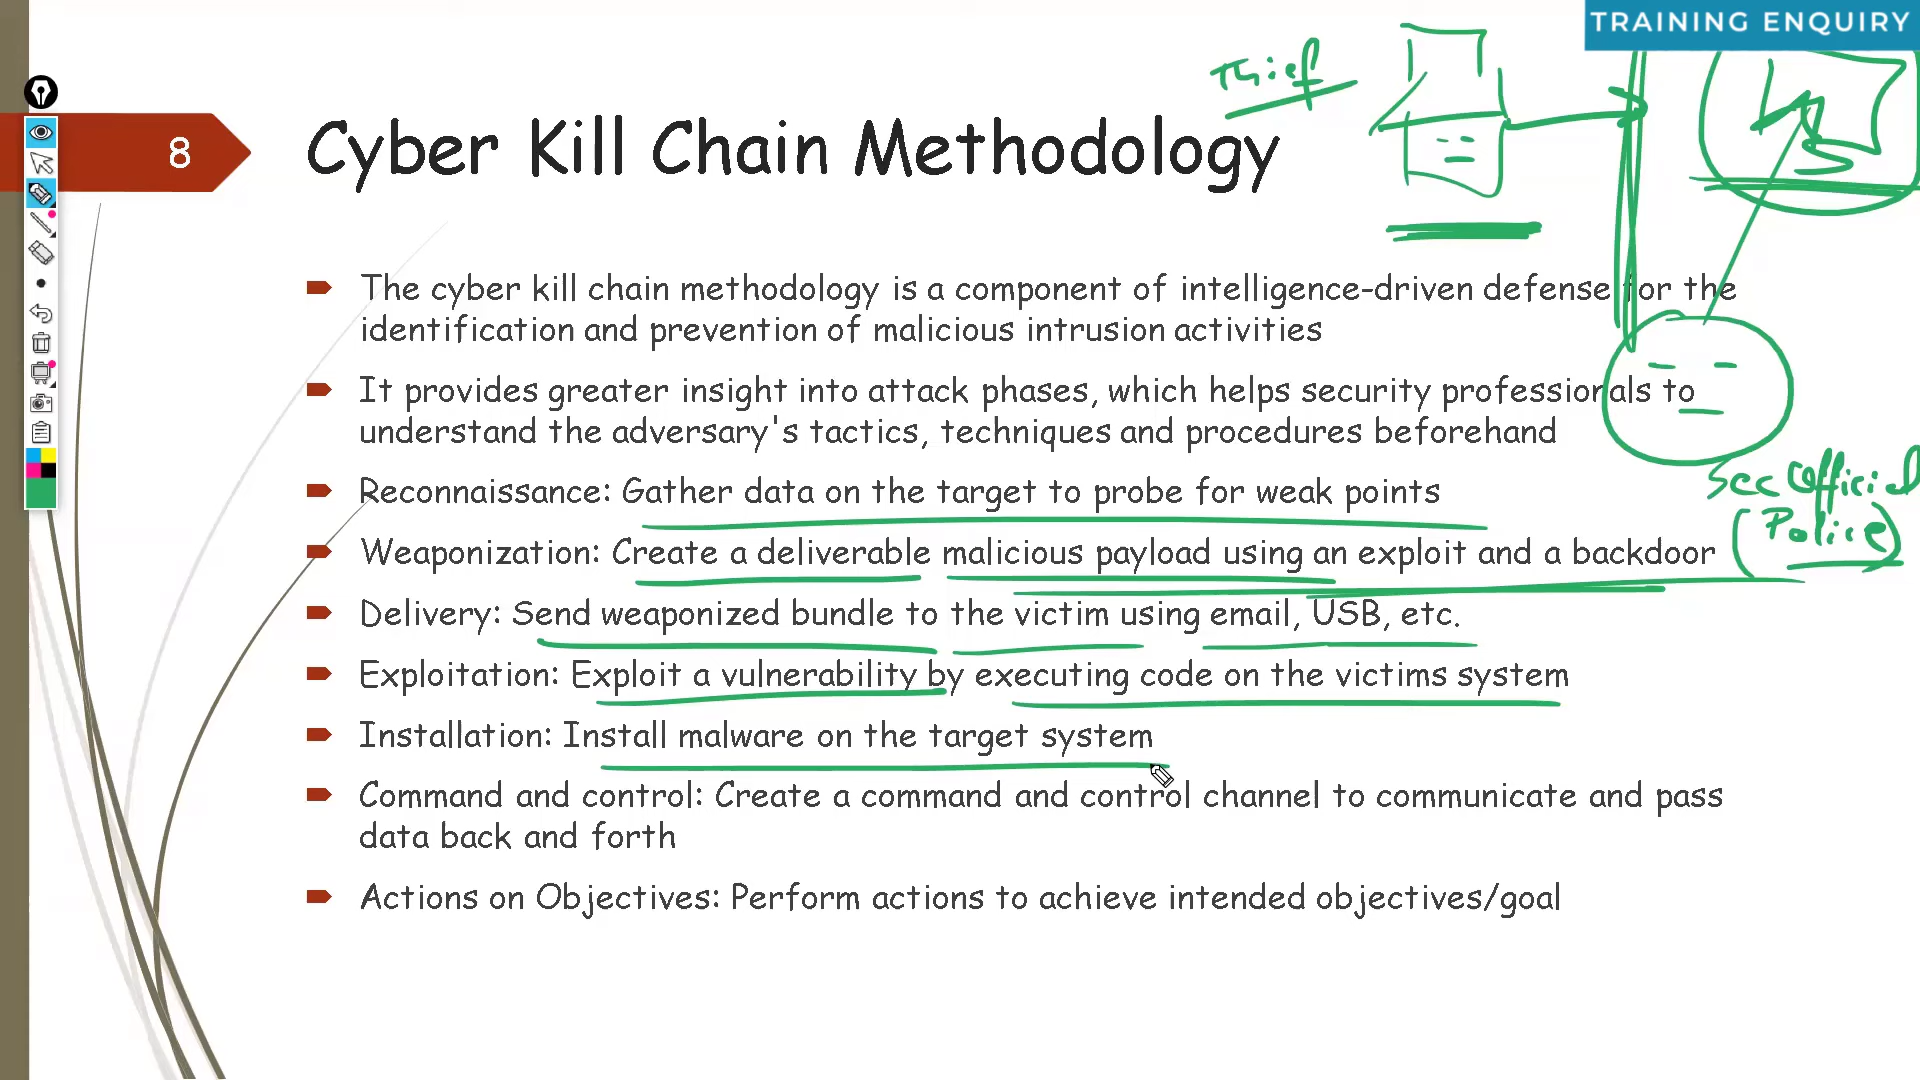 TRAINING ENQUIRY
Thief
8
Cyber Kill Chain Methodology
The cyber kill chain methodology is a component of intelligence-driven defense for the
identification and prevention of malicious intrusion activities
It provides greater insight into attack phases, which helps security professionals to
understand the adversary's tactics, techniques and procedures beforehand
Sec Official
(Police)
Reconnaissance: Gather data on the target to probe for weak points
Weaponization: Create a deliverable malicious payload using an exploit and a backdoor
Delivery: Send weaponized bundle to the victim using email, USB, etc.
Exploitation: Exploit a vulnerability by executing code on the victims system
Installation: Install malware on the target system
Command and control: Create a command and control channel to communicate and pass
data back and forth
Actions on Objectives: Perform actions to achieve intended objectives/goal